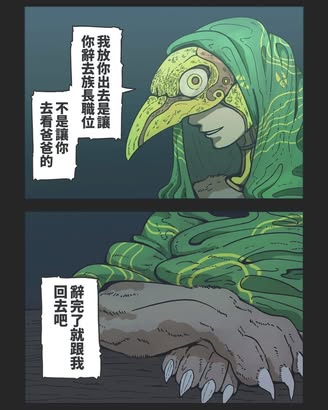 我放你出去是讓
你辭去族長職位
不是讓你
去看爸爸的
辭完了就跟我
回去吧